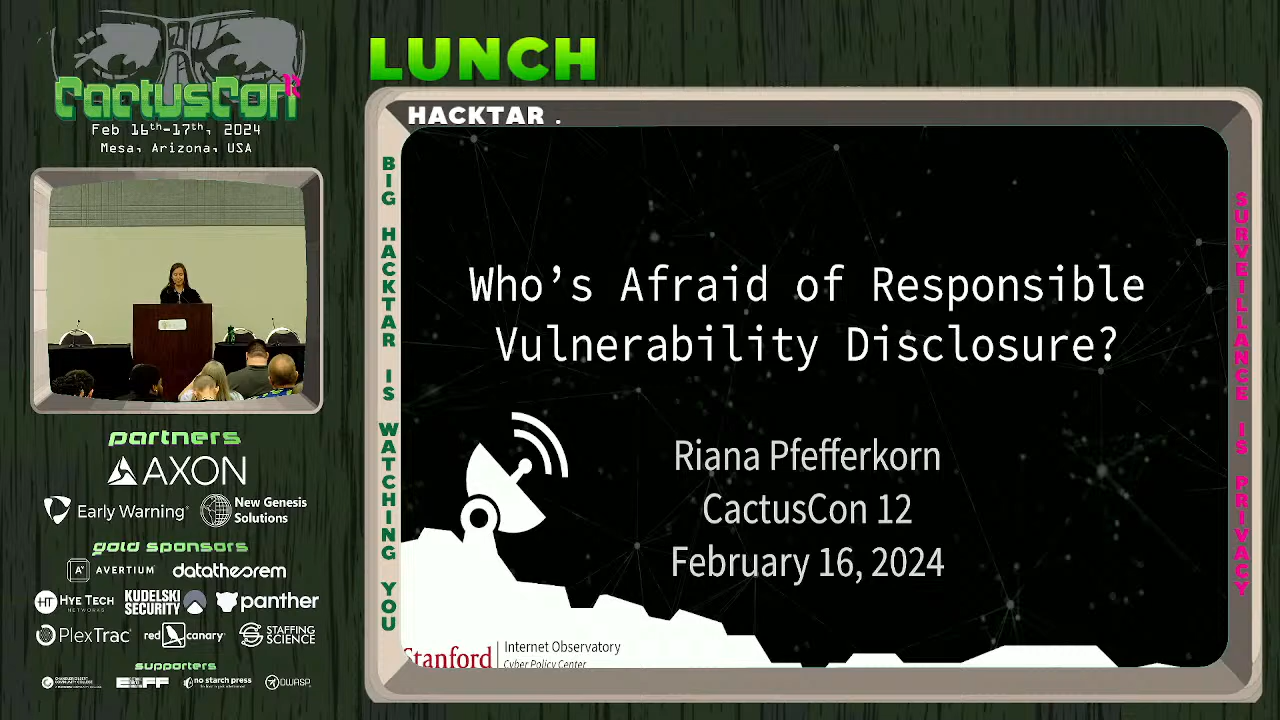 CactusCon
Feb 16th-17th, 2024
Mesa, Arizona, USA
partners
AXON
Early Warning
New Genesis
Solutions
gold sponsors
AVERTIUM
datatheorem
HT HYE TECH
NETWORKS
KUDELSKI
SECURITY
panther
PlexTrac
red canary
STAFFING
SCIENCE
supporters
EFF
no starch press
OWASP
LUNCH
HACKTAR .
BIG HACKTAR IS WATCHING YOU
Who's Afraid of Responsible
Vulnerability Disclosure?
Riana Pfefferkorn
CactusCon 12
February 16, 2024
Stanford
Internet Observatory
Cyber Policy Center
SURVEILLANCE IS PRIVACY